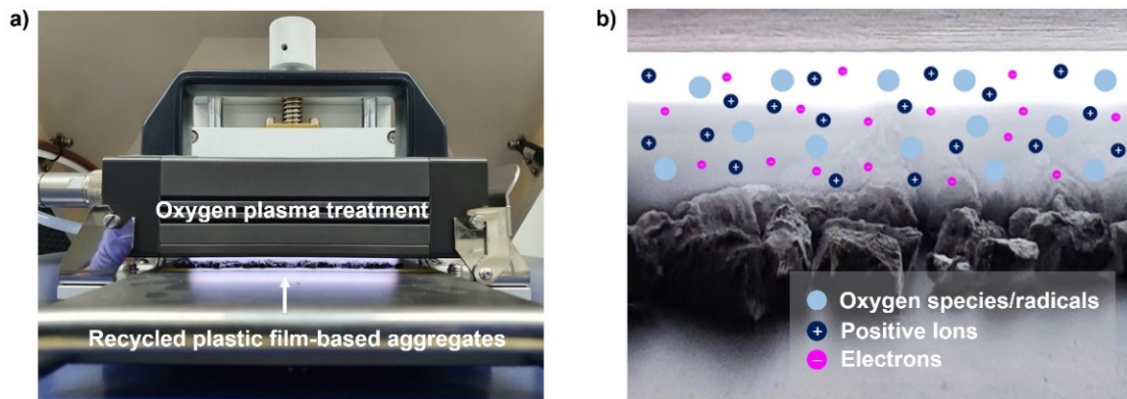 a)
Oxygen plasma treatment
Recycled plastic film-based aggregates
b)
Oxygen species/radicals
+ Positive Ions
− Electrons